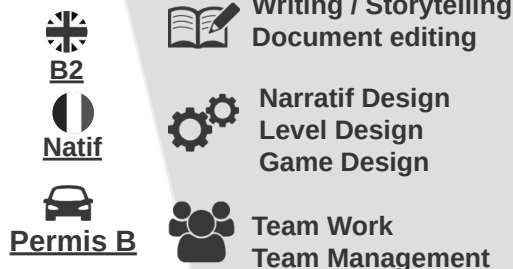 B2
Natif
Permis B
Writing / Storytelling
Document editing
Narratif Design
Level Design
Game Design
Team Work
Team Management